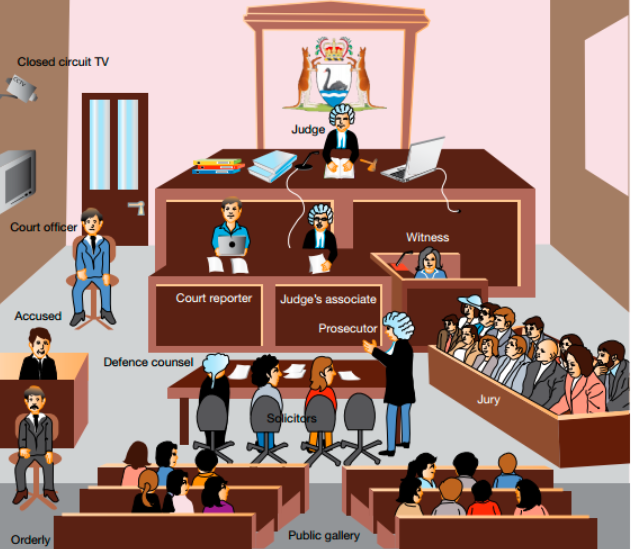 Closed circuit TV
CCTV
Judge
Court officer
Witness
Court reporter
Judge's associate
Accused
Prosecutor
Defence counsel
Jury
Solicitors
Orderly
Public gallery